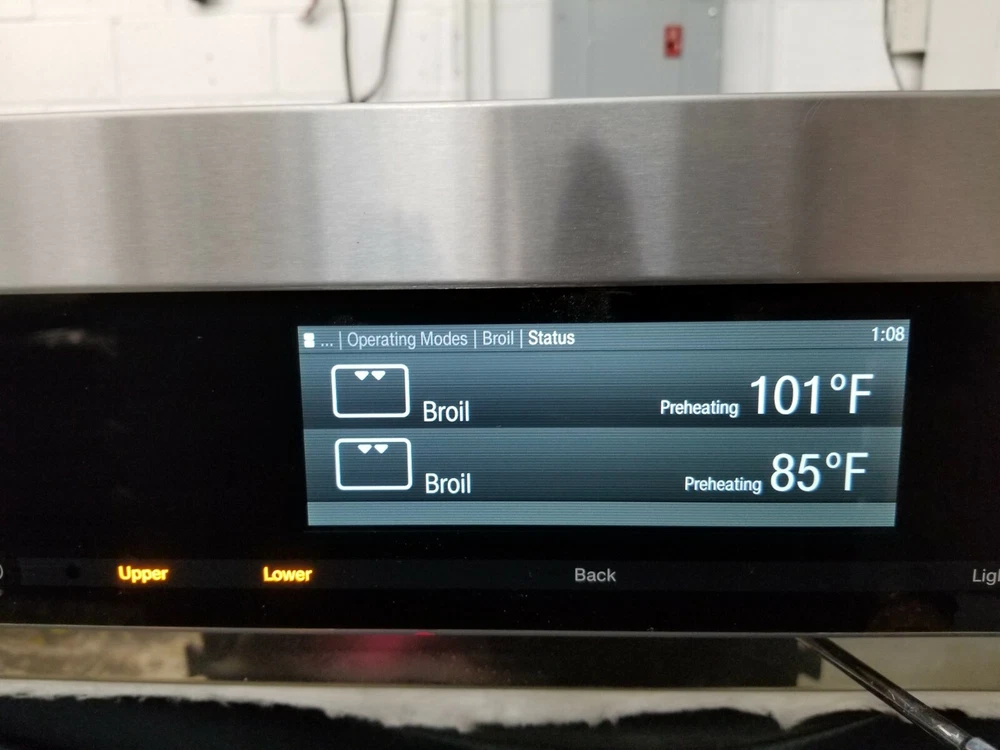 ... | Operating Modes | Broil | Status 1:08
Broil Preheating 101°F
Broil Preheating 85°F
Upper Lower Back